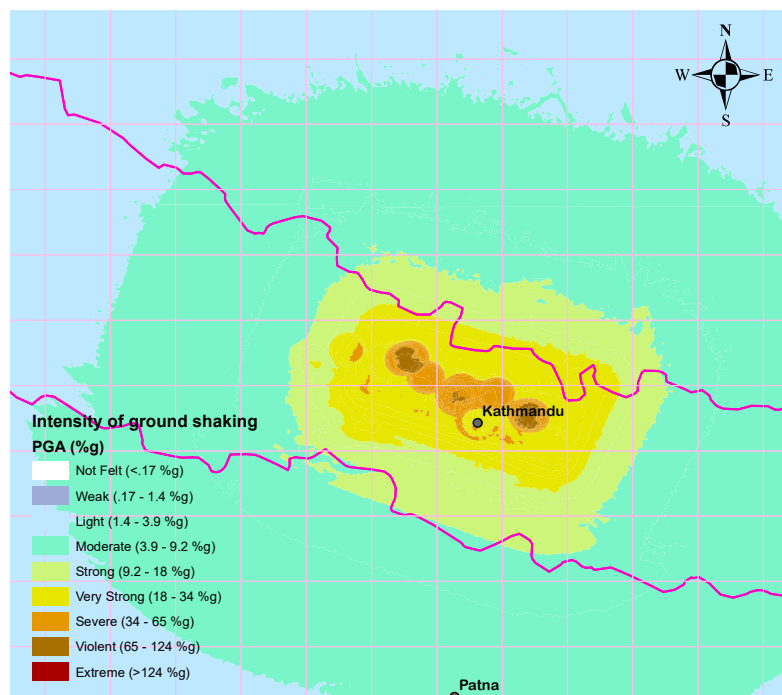 N
W E
S
Kathmandu
Intensity of ground shaking
PGA (%g)
Not Felt (<.17 %g)
Weak (.17 - 1.4 %g)
Light (1.4 - 3.9 %g)
Moderate (3.9 - 9.2 %g)
Strong (9.2 - 18 %g)
Very Strong (18 - 34 %g)
Severe (34 - 65 %g)
Violent (65 - 124 %g)
Extreme (>124 %g)
Patna